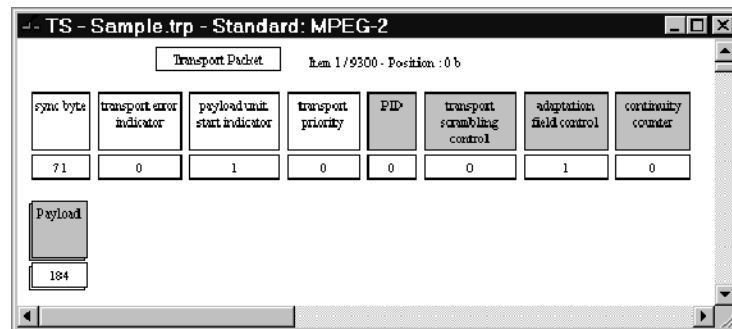 TS - Sample.trp - Standard: MPEG-2
Transport Packet
Item 1 / 9300 - Position : 0 b
sync byte
transport error
indicator
payload unit
start indicator
transport
priority
PID
transport
scrambling
control
adaptation
field control
continuity
counter
71
0
1
0
0
0
1
0
Payload
184